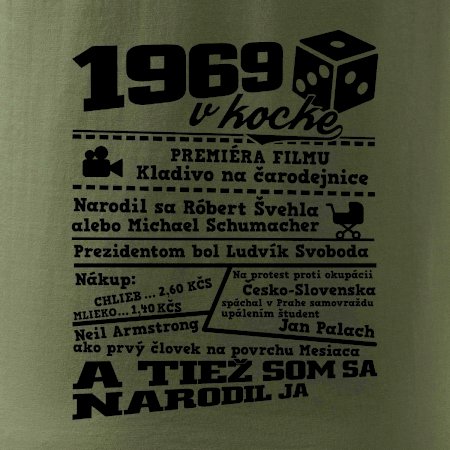 1969
v kocke
PREMIÉRA FILMU
Kladivo na čarodejnice
Narodil sa Róbert Švehla
alebo Michael Schumacher
Prezidentom bol Ludvík Svoboda
Nákup:
CHLIEB ... 2,60 KČS
MLIEKO ... 1,40 KČS
Na protest proti okupácii
Česko-Slovenska
spáchal v Prahe samovraždu
upálením študent
Jan Palach
Neil Armstrong
ako prvý človek na povrchu Mesiaca
A TIEŽ SOM SA
NARODIL JA